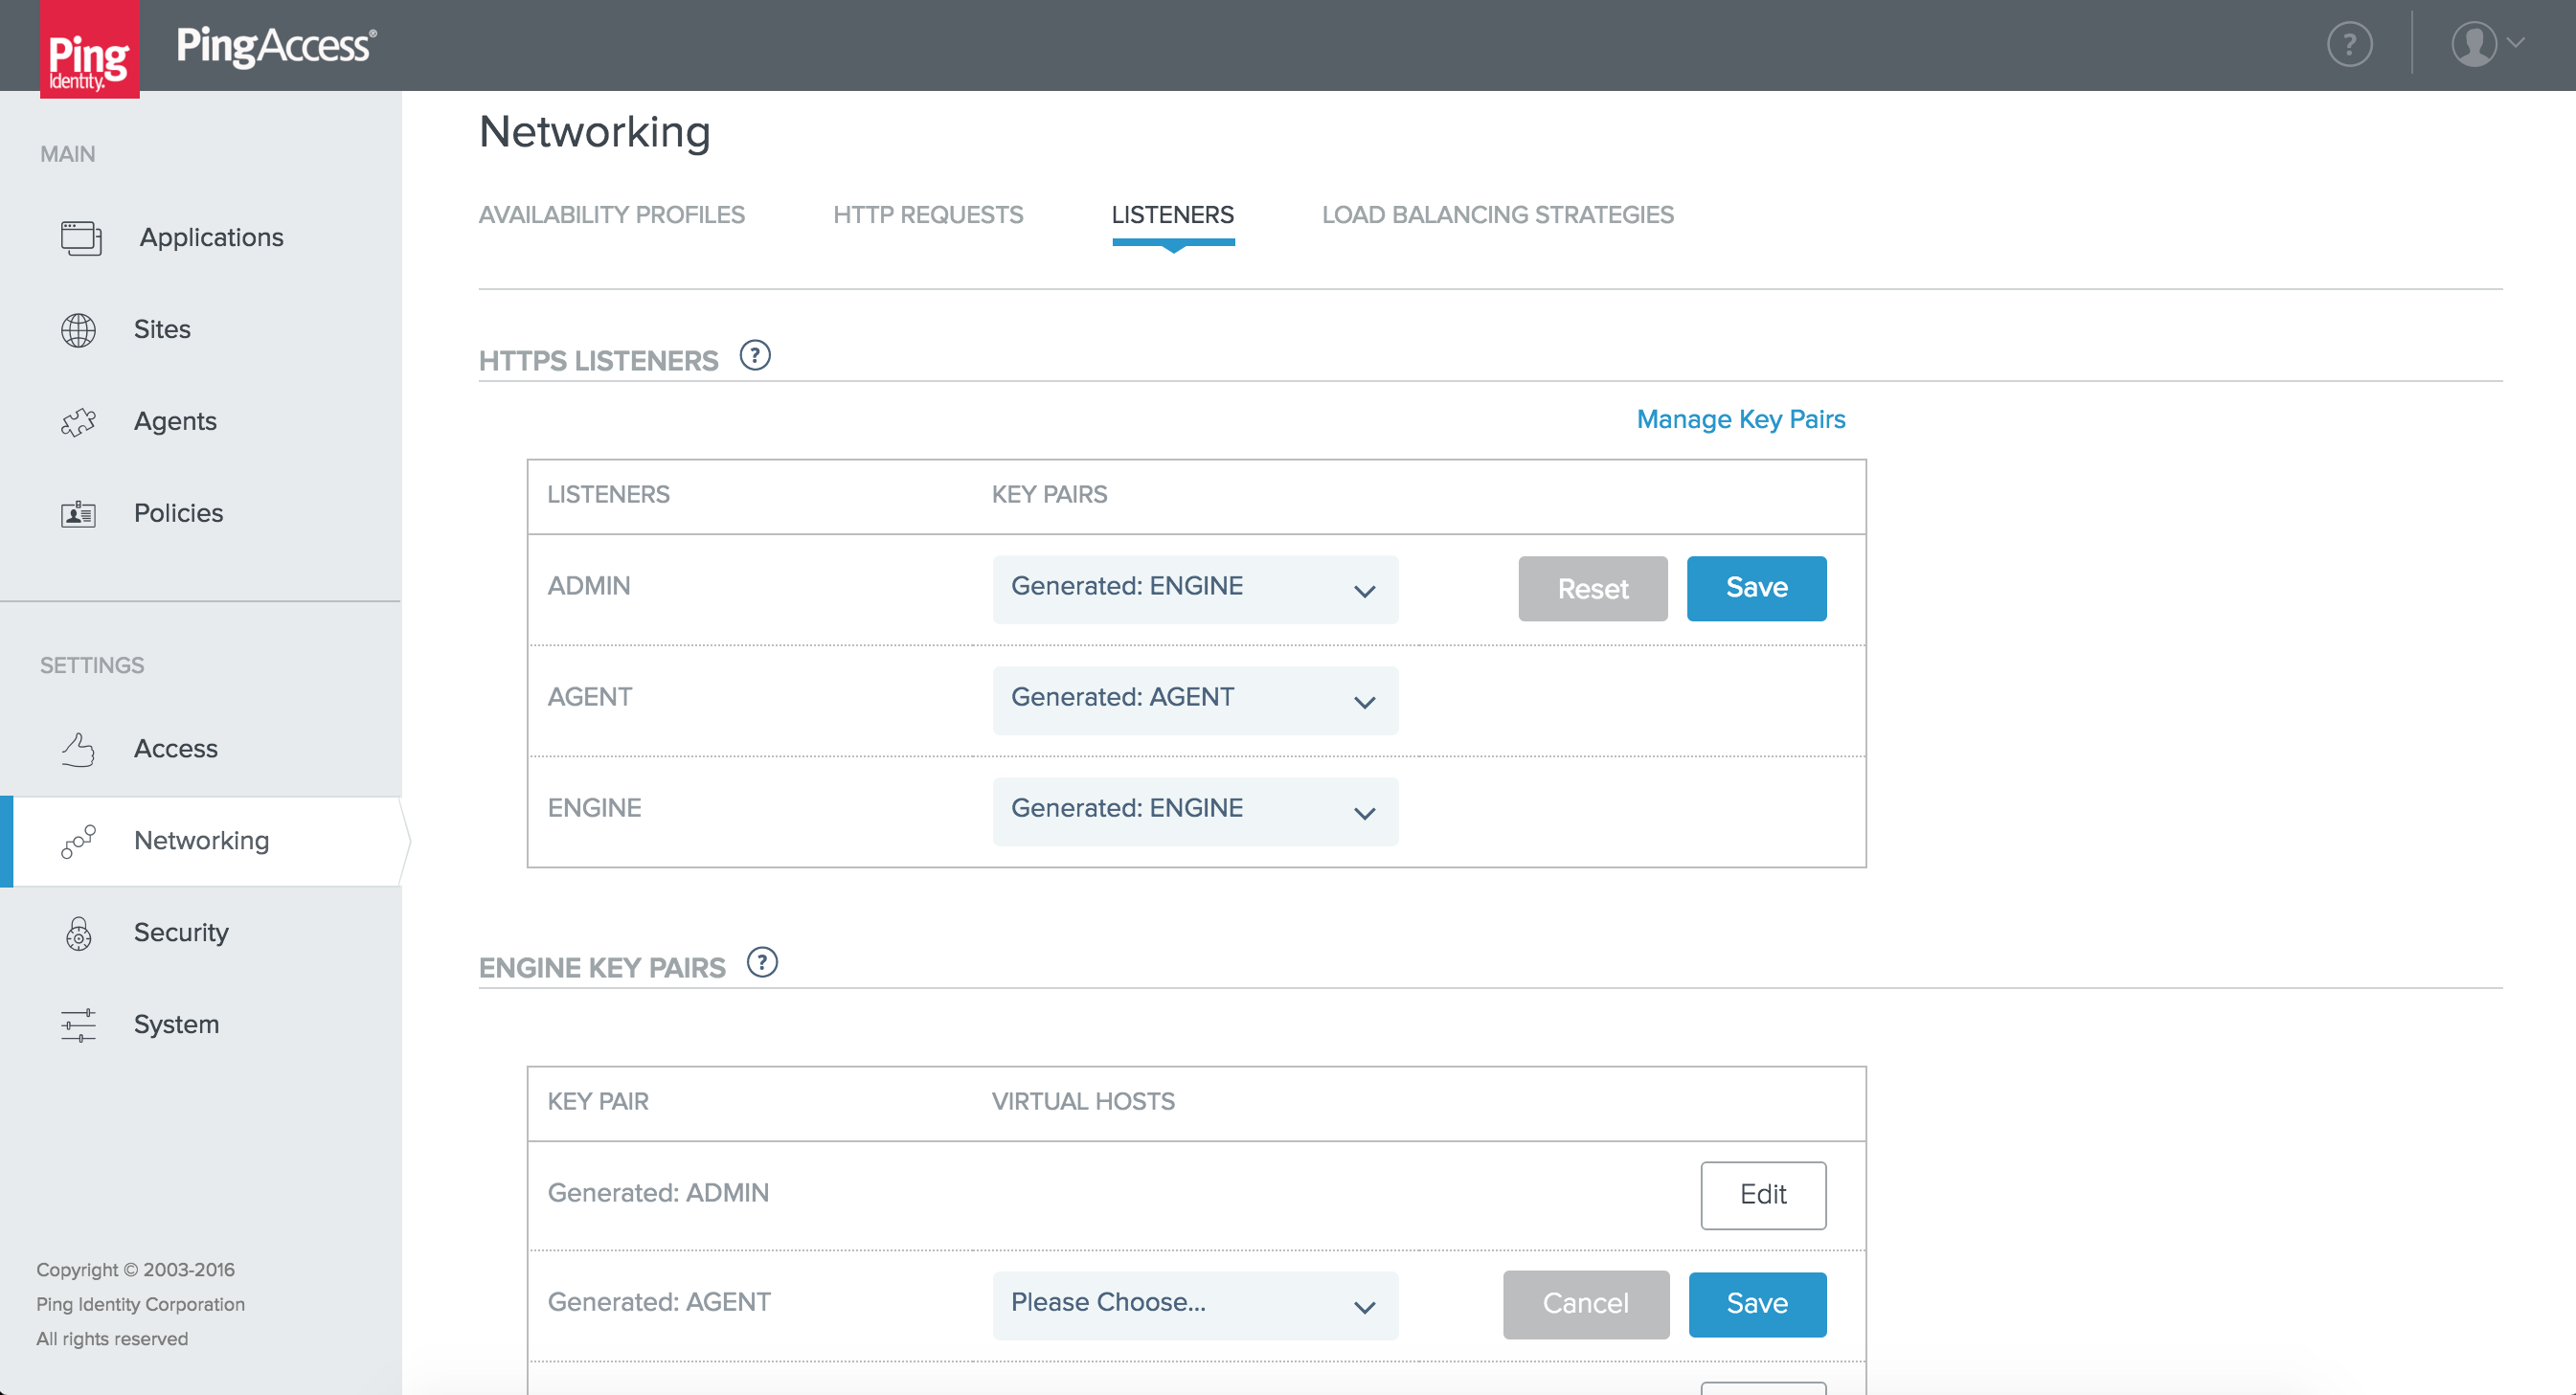 Ping
Identity.
PingAccess®
?
MAIN
Applications
Sites
Agents
Policies
SETTINGS
Access
Networking
Security
System
Copyright © 2003-2016
Ping Identity Corporation
All rights reserved
Networking
AVAILABILITY PROFILES HTTP REQUESTS LISTENERS LOAD BALANCING STRATEGIES
HTTPS LISTENERS ?
Manage Key Pairs
LISTENERS KEY PAIRS
ADMIN Generated: ENGINE Reset Save
AGENT Generated: AGENT
ENGINE Generated: ENGINE
ENGINE KEY PAIRS ?
KEY PAIR VIRTUAL HOSTS
Generated: ADMIN Edit
Generated: AGENT Please Choose... Cancel Save